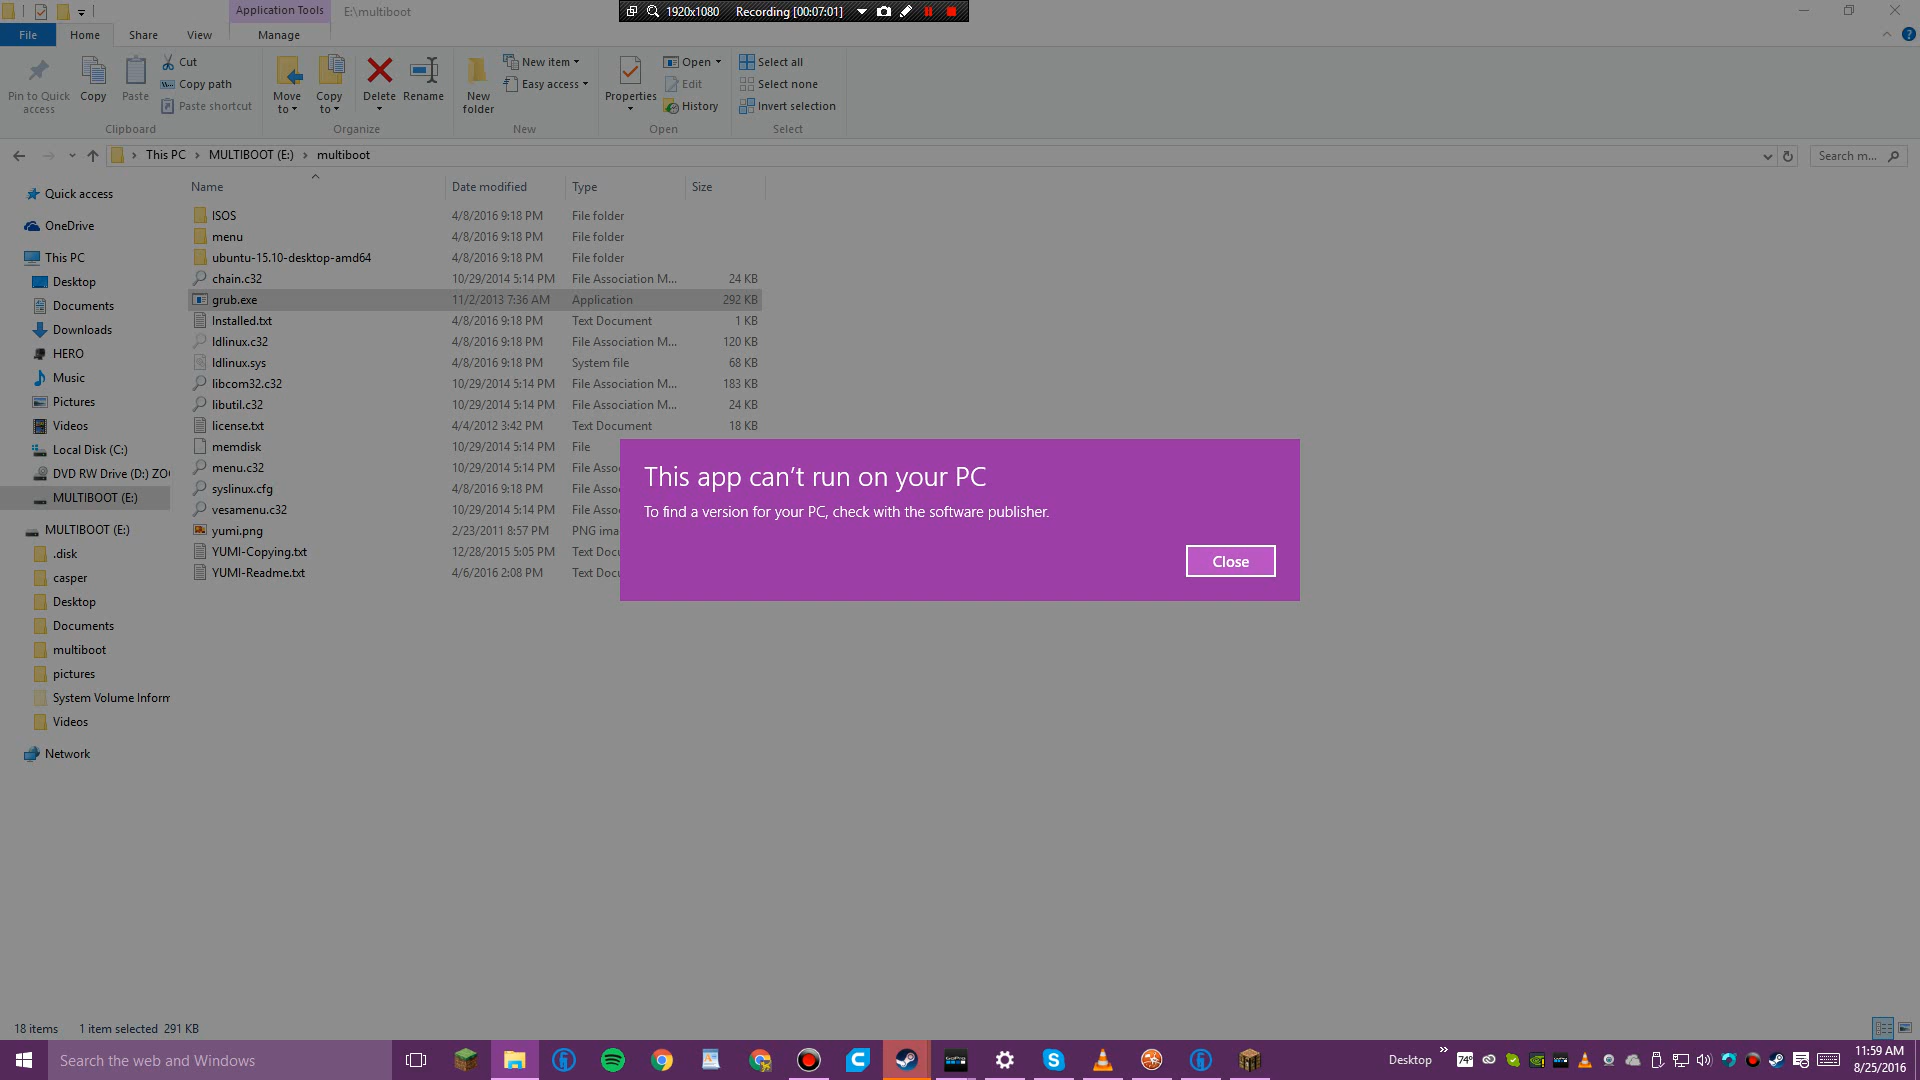 Application Tools
E:\multiboot
1920x1080
Recording [00:07:01]
File
Home
Share
View
Manage
Pin to Quick access
Copy
Paste
Cut
Copy path
Paste shortcut
Clipboard
Move to
Copy to
Delete
Rename
Organize
New folder
New item
Easy access
New
Properties
Open
Edit
History
Open
Select all
Select none
Invert selection
Select
This PC
MULTIBOOT (E:)
multiboot
Search m...
Quick access
OneDrive
This PC
Desktop
Documents
Downloads
HERO
Music
Pictures
Videos
Local Disk (C:)
DVD RW Drive (D:) ZO
MULTIBOOT (E:)
MULTIBOOT (E:)
.disk
casper
Desktop
Documents
multiboot
pictures
System Volume Inforn
Videos
Network
Name Date modified Type Size
ISOS 4/8/2016 9:18 PM File folder
menu 4/8/2016 9:18 PM File folder
ubuntu-15.10-desktop-amd64 4/8/2016 9:18 PM File folder
chain.c32 10/29/2014 5:14 PM File Association M... 24 KB
grub.exe 11/2/2013 7:36 AM Application 292 KB
Installed.txt 4/8/2016 9:18 PM Text Document 1 KB
ldlinux.c32 4/8/2016 9:18 PM File Association M... 120 KB
ldlinux.sys 4/8/2016 9:18 PM System file 68 KB
libcom32.c32 10/29/2014 5:14 PM File Association M... 183 KB
libutil.c32 10/29/2014 5:14 PM File Association M... 24 KB
license.txt 4/4/2012 3:42 PM Text Document 18 KB
memdisk 10/29/2014 5:14 PM File
menu.c32 10/29/2014 5:14 PM File Asso
syslinux.cfg 4/8/2016 9:18 PM File Asso
vesamenu.c32 10/29/2014 5:14 PM File Asso
yumi.png 2/23/2011 8:57 PM PNG ima
YUMI-Copying.txt 12/28/2015 5:05 PM Text Docu
YUMI-Readme.txt 4/6/2016 2:08 PM Text Docu
This app can't run on your PC
To find a version for your PC, check with the software publisher.
Close
18 items
1 item selected 291 KB
Search the web and Windows
Desktop
74°
11:59 AM
8/25/2016